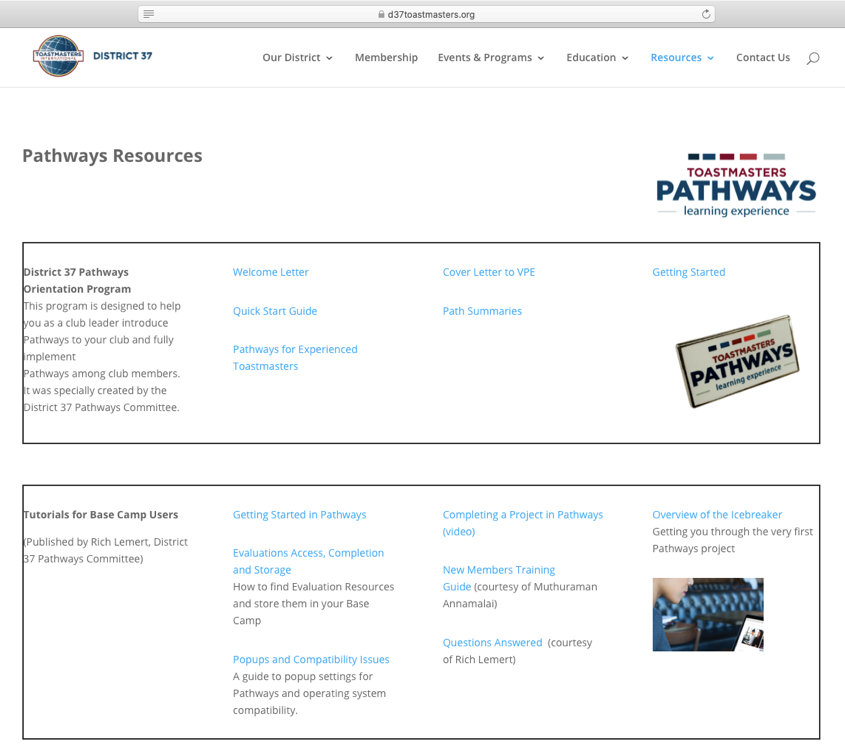 d37toastmasters.org
TOASTMASTERS
INTERNATIONAL
DISTRICT 37
Our District
Membership
Events & Programs
Education
Resources
Contact Us
Pathways Resources
TOASTMASTERS
PATHWAYS
learning experience
District 37 Pathways
Orientation Program
This program is designed to help
you as a club leader introduce
Pathways to your club and fully
implement
Pathways among club members.
It was specially created by the
District 37 Pathways Committee.
Welcome Letter
Quick Start Guide
Pathways for Experienced
Toastmasters
Cover Letter to VPE
Path Summaries
Getting Started
TOASTMASTERS
PATHWAYS
learning experience
Tutorials for Base Camp Users
(Published by Rich Lemert, District
37 Pathways Committee)
Getting Started in Pathways
Evaluations Access, Completion
and Storage
How to find Evaluation Resources
and store them in your Base
Camp
Popups and Compatibility Issues
A guide to popup settings for
Pathways and operating system
compatibility.
Completing a Project in Pathways
(video)
New Members Training
Guide (courtesy of Muthuraman
Annamalai)
Questions Answered (courtesy
of Rich Lemert)
Overview of the Icebreaker
Getting you through the very first
Pathways project